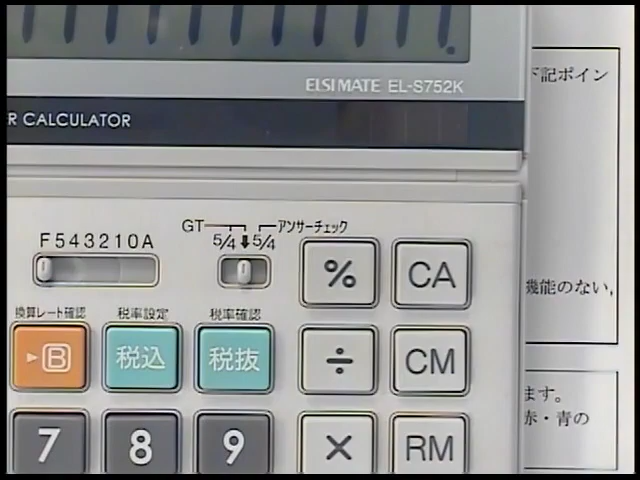 ELSI MATE EL-S752K
R CALCULATOR
下記ポイン
GT アンサーチェック
5/4 ⬇ 5/4
F543210A
% CA
機能のない,
換算レート確認 税率設定 税率確認
▶B 税込 税抜 ÷ CM
ます。
赤・青の
7 8 9 × RM